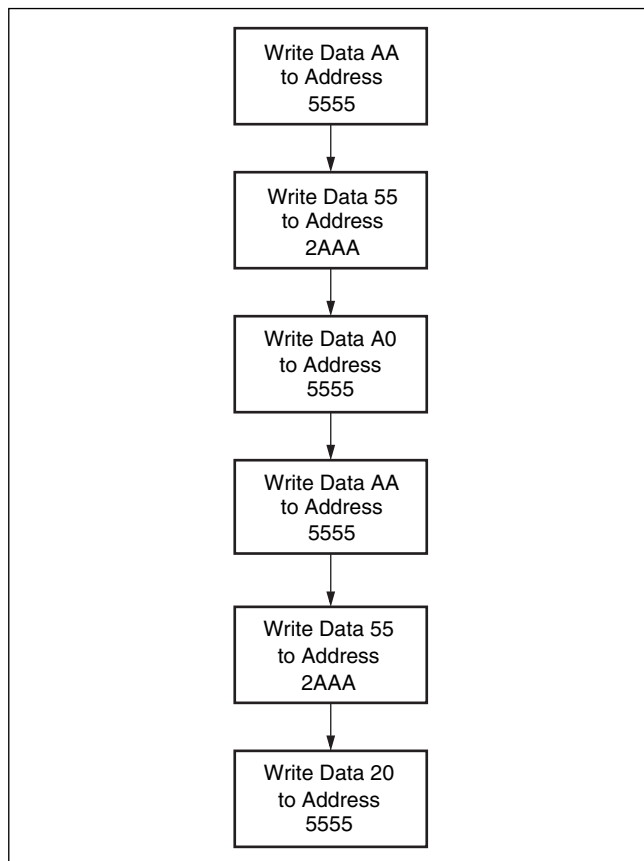 Write Data AA
to Address
5555
Write Data 55
to Address
2AAA
Write Data A0
to Address
5555
Write Data AA
to Address
5555
Write Data 55
to Address
2AAA
Write Data 20
to Address
5555